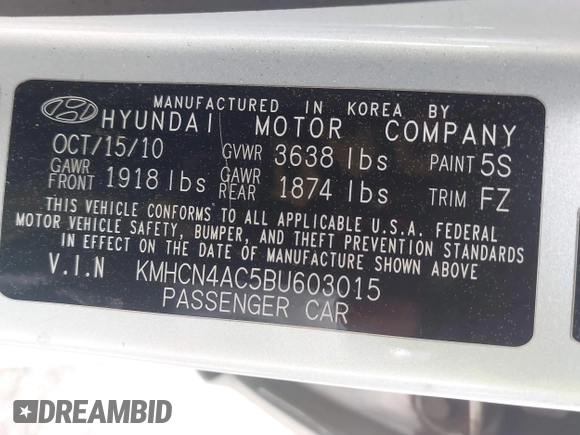 MANUFACTURED IN KOREA BY
HYUNDAI MOTOR COMPANY
OCT/15/10 GVWR 3638 lbs PAINT 5S
GAWR FRONT 1918 lbs GAWR REAR 1874 lbs TRIM FZ
THIS VEHICLE CONFORMS TO ALL APPLICABLE U.S.A. FEDERAL
MOTOR VEHICLE SAFETY, BUMPER, AND THEFT PREVENTION STANDARDS
IN EFFECT ON THE DATE OF MANUFACTURE SHOWN ABOVE
V.I.N KMHCN4AC5BU603015
PASSENGER CAR
DREAMBID